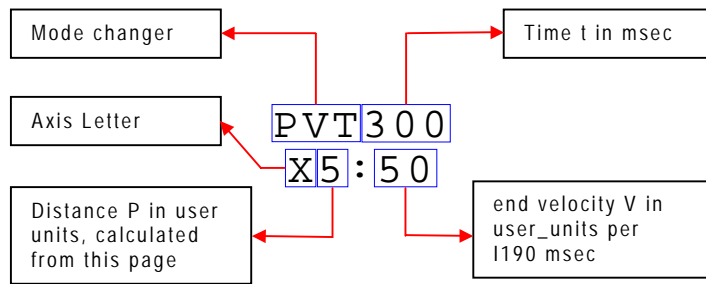 Mode changer
Time t in msec
Axis Letter
PVT300
X5:50
Distance P in user
units, calculated
from this page
end velocity V in
user_units per
I190 msec